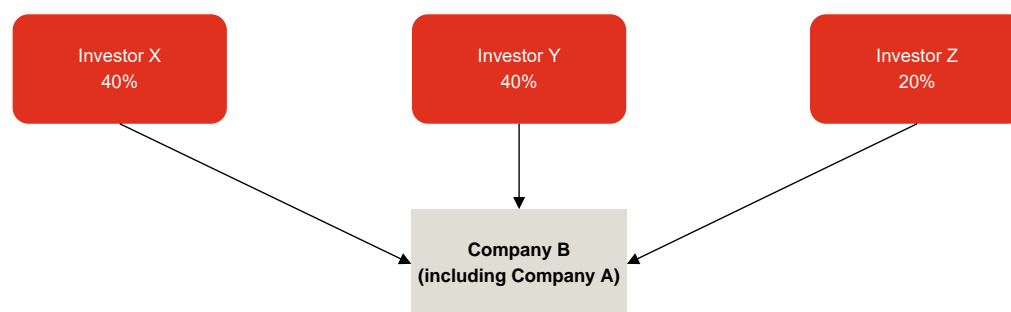 Investor X
40%
Investor Y
40%
Investor Z
20%
Company B
(including Company A)